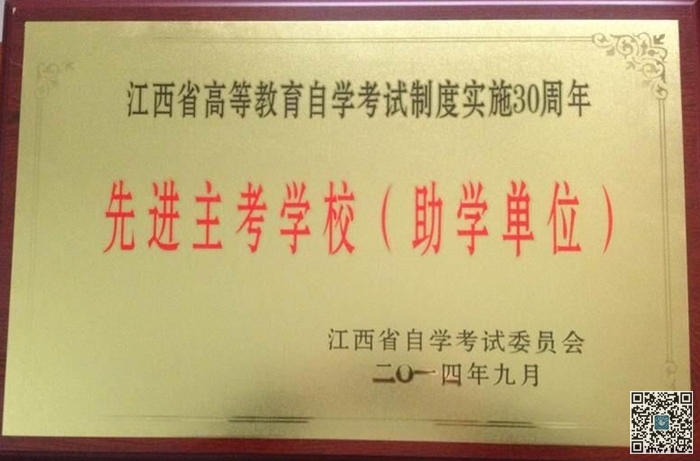 江西省高等教育自学考试制度实施30周年
先进主考学校（助学单位）
江西省自学考试委员会
二〇一四年九月